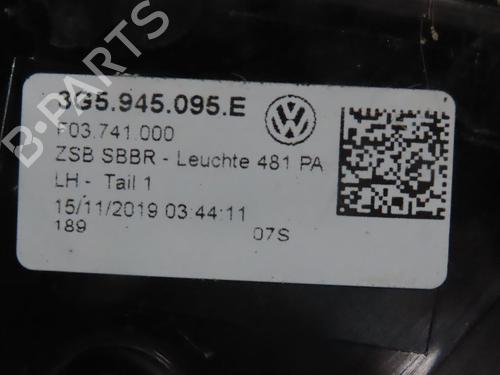 3G5.945.095.E
F03.741.000
ZSB SBBR - Leuchte 481 PA
LH - Tail 1
15/11/2019 03:44:11
189
07S
B-PARTS